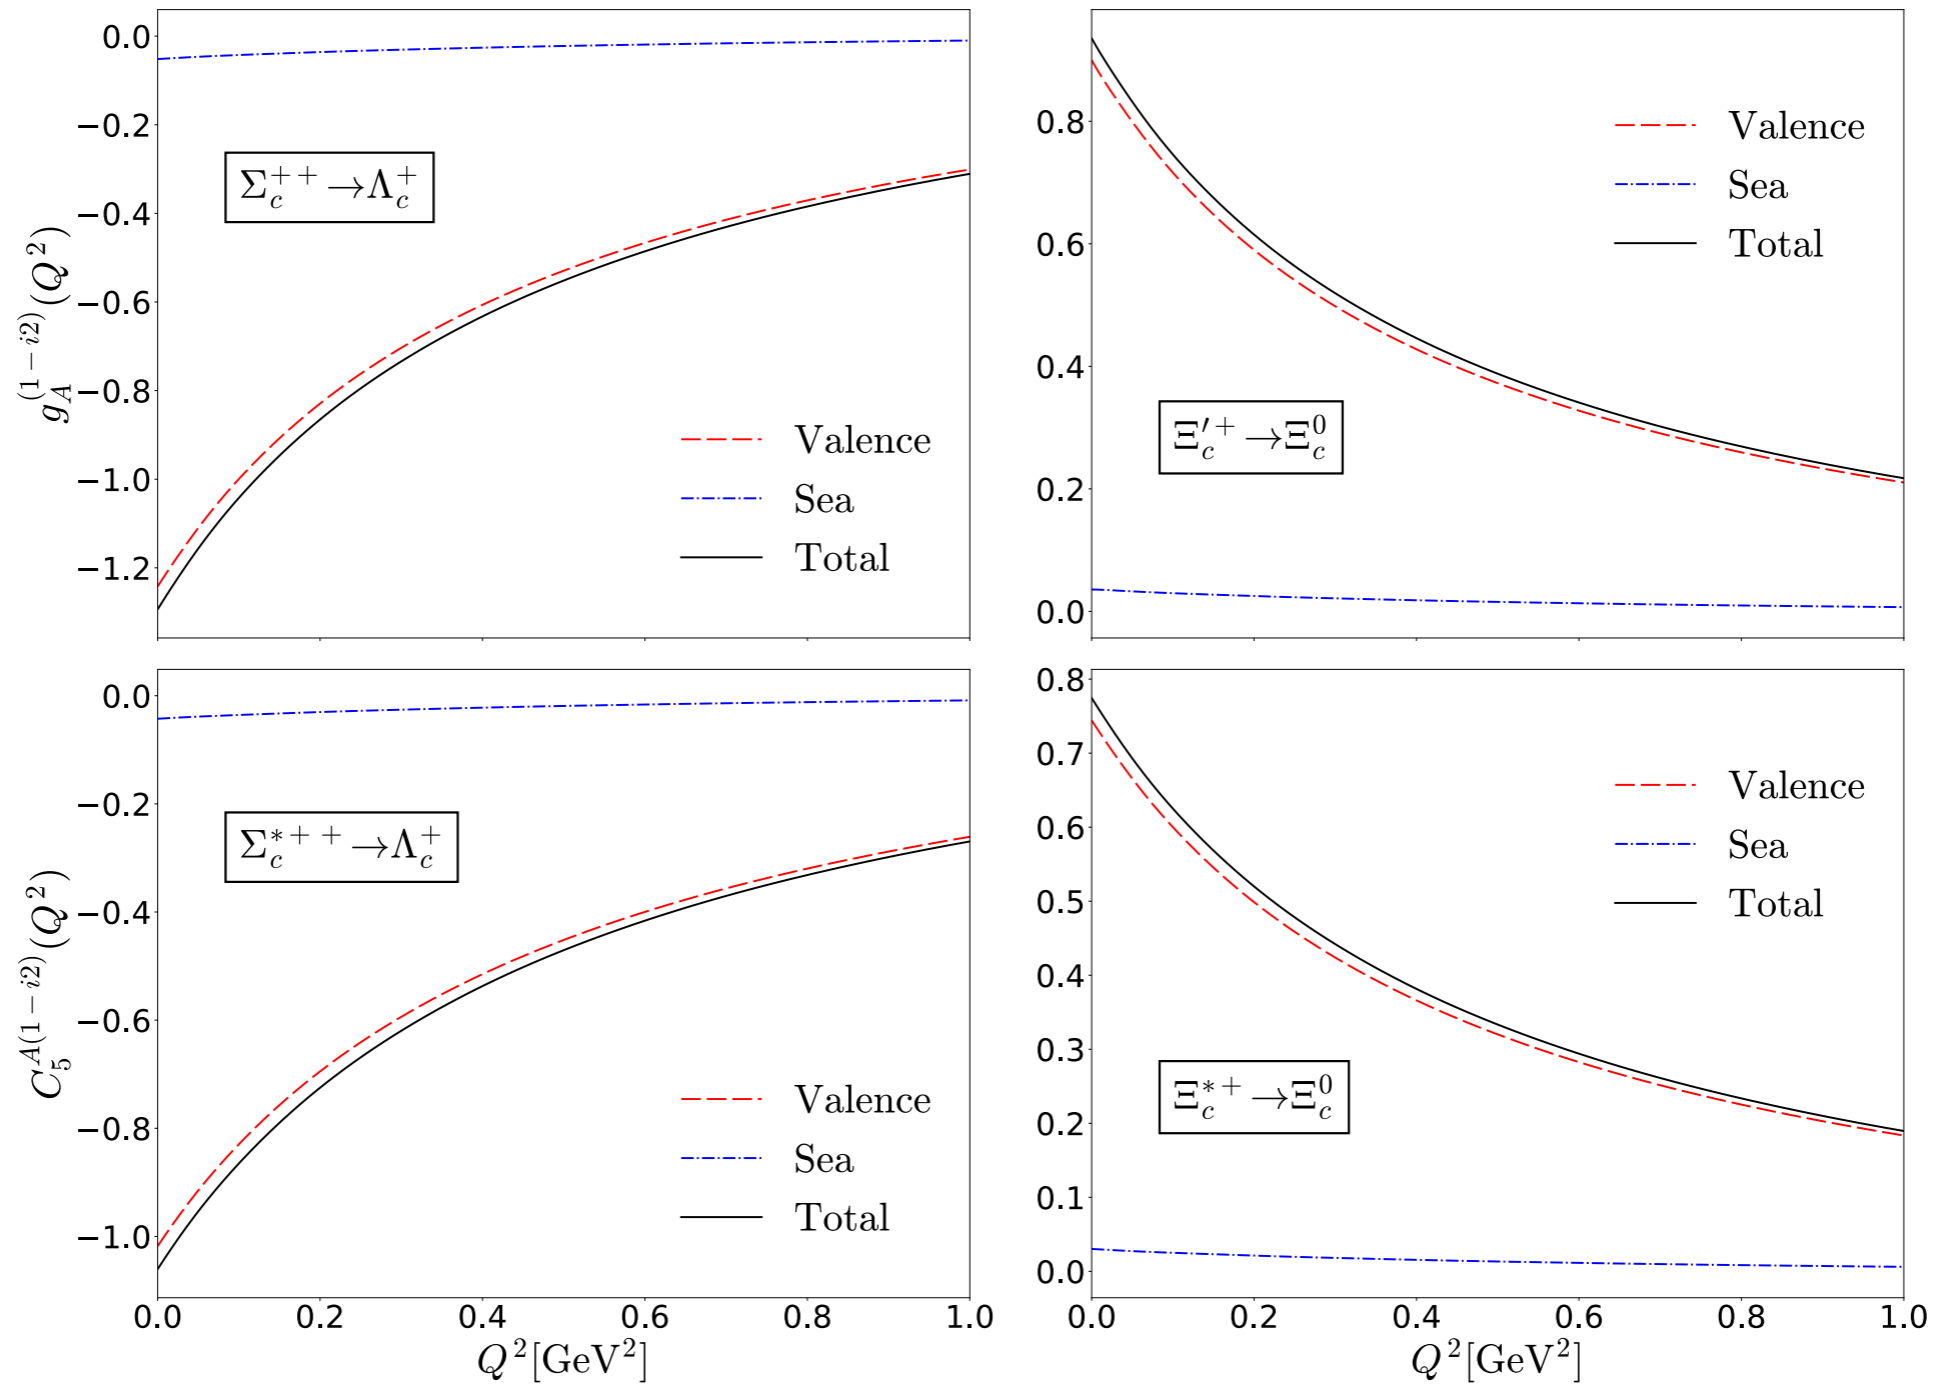 g_A^{(1-i2)}(Q^2)
0.0
−0.2
−0.4
−0.6
−0.8
−1.0
−1.2
Σ_c^{++}→Λ_c^+
Valence
Sea
Total
0.8
0.6
0.4
0.2
0.0
Valence
Sea
Total
Ξ_c^{′+}→Ξ_c^0
C_5^{A(1-i2)}(Q^2)
0.0
−0.2
−0.4
−0.6
−0.8
−1.0
Σ_c^{*++}→Λ_c^+
Valence
Sea
Total
0.0 0.2 0.4 0.6 0.8 1.0
Q^2[GeV^2]
0.8
0.7
0.6
0.5
0.4
0.3
0.2
0.1
0.0
Valence
Sea
Total
Ξ_c^{*+}→Ξ_c^0
0.0 0.2 0.4 0.6 0.8 1.0
Q^2[GeV^2]